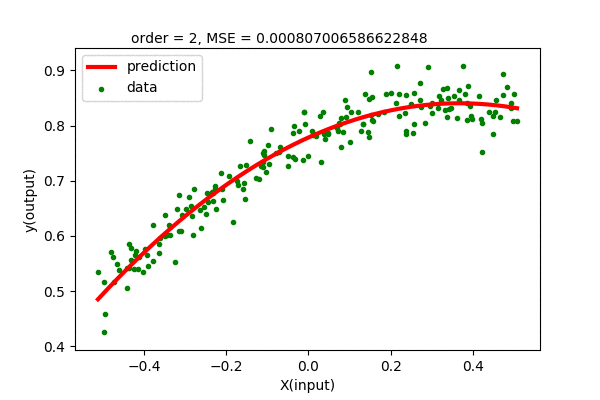 order = 2, MSE = 0.000807006586622848
prediction
data
0.9
0.8
0.7
0.6
0.5
0.4
y(output)
−0.4 −0.2 0.0 0.2 0.4
X(input)